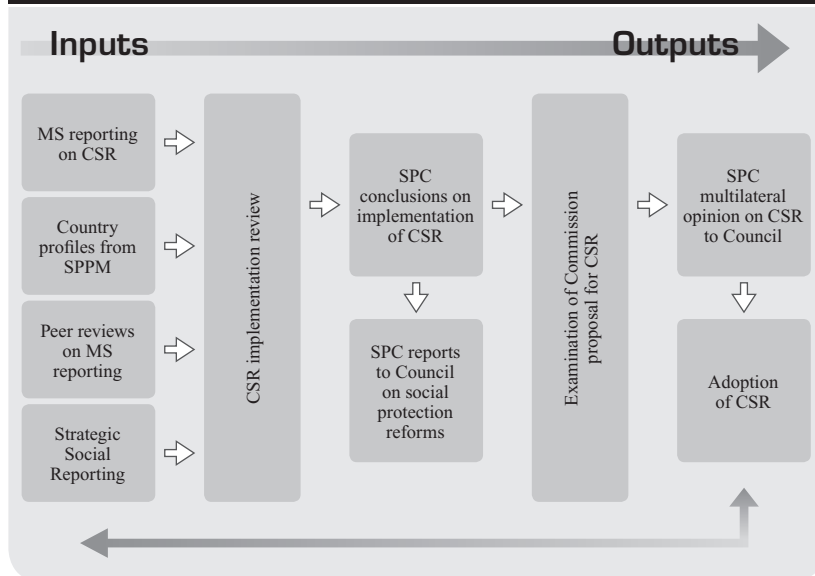 Inputs
Outputs
MS reporting
on CSR
Country
profiles from
SPPM
Peer reviews
on MS
reporting
Strategic
Social
Reporting
CSR implementation review
SPC
conclusions on
implementation
of CSR
SPC reports
to Council
on social
protection
reforms
Examination of Commission
proposal for CSR
SPC
multilateral
opinion on CSR
to Council
Adoption
of CSR